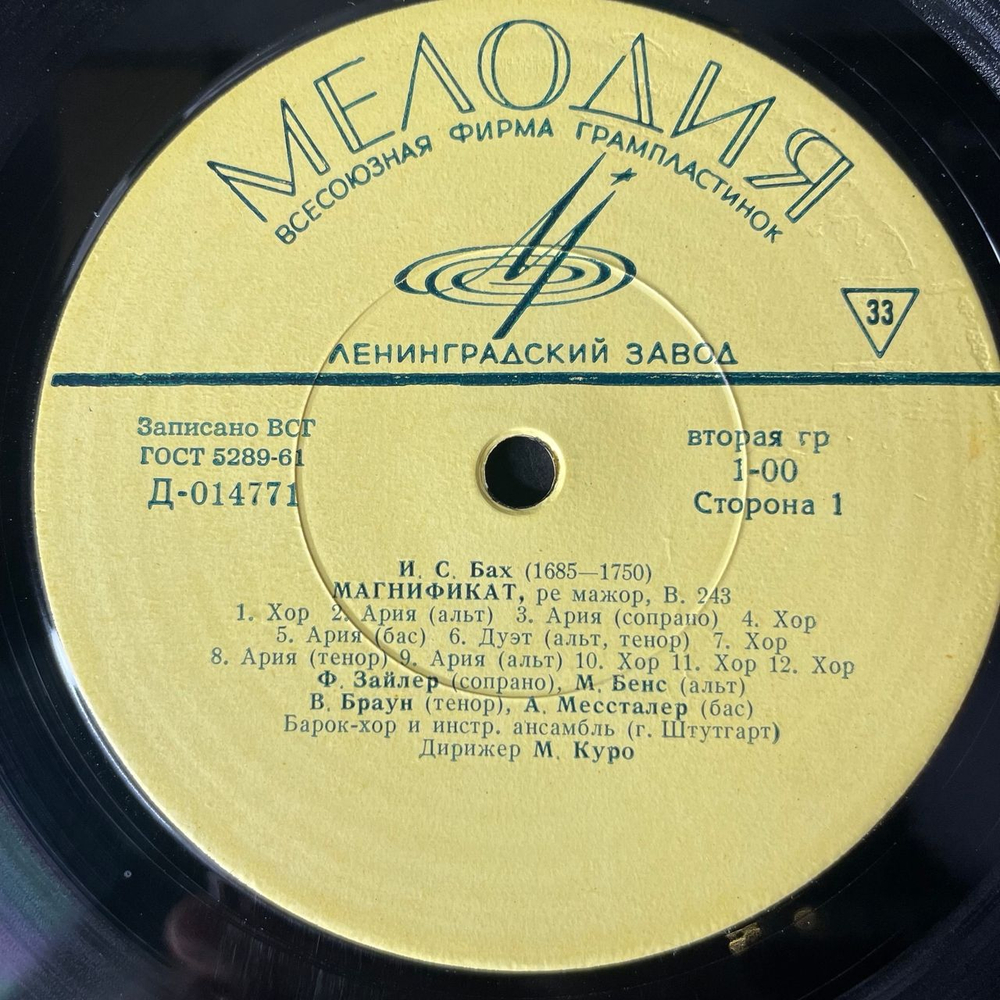 МЕЛОДИЯ
ВСЕСОЮЗНАЯ ФИРМА ГРАМПЛАСТИНОК
33
ЛЕНИНГРАДСКИЙ ЗАВОД
Записано ВСГ
ГОСТ 5289-61
Д-014771
вторая гр
1-00
Сторона 1
И. С. Бах (1685—1750)
МАГНИФИКАТ, ре мажор, В. 243
1. Хор 2. Ария (альт) 3. Ария (сопрано) 4. Хор
5. Ария (бас) 6. Дуэт (альт, тенор) 7. Хор
8. Ария (тенор) 9. Ария (альт) 10. Хор 11. Хор 12. Хор
Ф. Зайлер (сопрано), М. Бенс (альт)
В. Браун (тенор), А. Мессталер (бас)
Барок-хор и инстр. ансамбль (г. Штутгарт)
Дирижер М. Куро